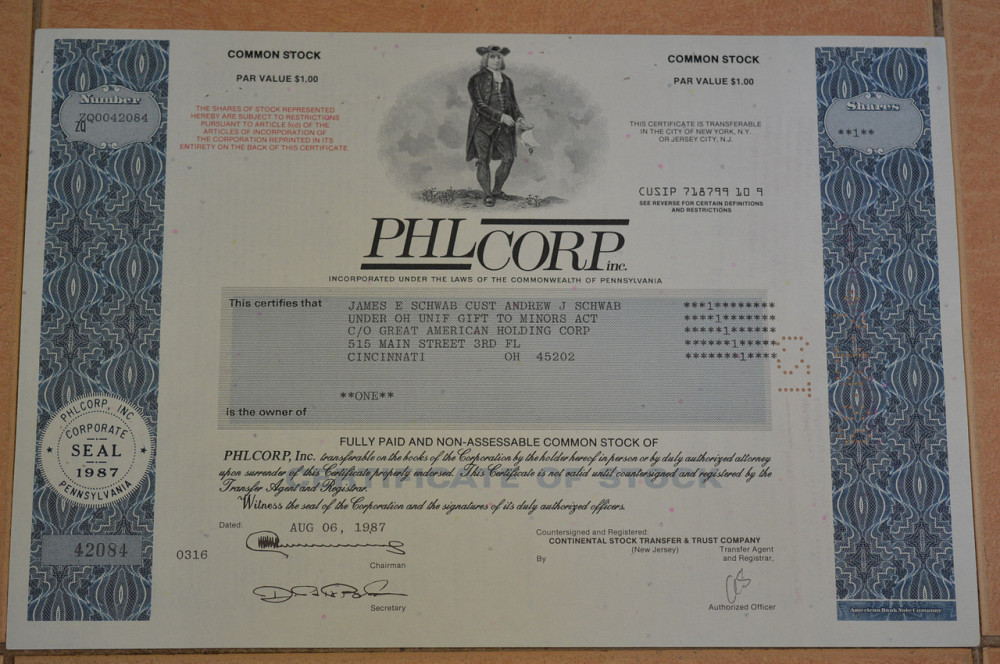 COMMON STOCK
PAR VALUE $1.00
COMMON STOCK
PAR VALUE $1.00
Number
ZQ0042084
ZQ
THE SHARES OF STOCK REPRESENTED
HEREBY ARE SUBJECT TO RESTRICTIONS
PURSUANT TO ARTICLE 5(d) OF THE
ARTICLES OF INCORPORATION OF
THE CORPORATION REPRINTED IN ITS
ENTIRETY ON THE BACK OF THIS CERTIFICATE
THIS CERTIFICATE IS TRANSFERABLE
IN THE CITY OF NEW YORK, N.Y.
OR JERSEY CITY, N.J.
Shares
**1**
CUSIP 718799 10 9
SEE REVERSE FOR CERTAIN DEFINITIONS
AND RESTRICTIONS
PHLCORP inc.
INCORPORATED UNDER THE LAWS OF THE COMMONWEALTH OF PENNSYLVANIA
This certifies that
JAMES E SCHWAB CUST ANDREW J SCHWAB ***1********
UNDER OH UNIF GIFT TO MINORS ACT ****1*******
C/O GREAT AMERICAN HOLDING CORP *****1******
515 MAIN STREET 3RD FL ******1*****
CINCINNATI OH 45202 *******1****
**ONE**
is the owner of
FULLY PAID AND NON-ASSESSABLE COMMON STOCK OF
PHLCORP, Inc. transferable on the books of the Corporation by the holder hereof in person or by duly authorized attorney
upon surrender of this Certificate properly endorsed. This Certificate is not valid until countersigned and registered by the
Transfer Agent and Registrar.
CERTIFICATE OF STOCK
Witness the seal of the Corporation and the signatures of its duly authorized officers.
PHLCORP, INC.
CORPORATE
SEAL
1987
PENNSYLVANIA
Dated: AUG 06, 1987
Chairman
Secretary
42084
0316
Countersigned and Registered:
CONTINENTAL STOCK TRANSFER & TRUST COMPANY
(New Jersey) Transfer Agent
By and Registrar,
Authorized Officer
American Bank Note Company